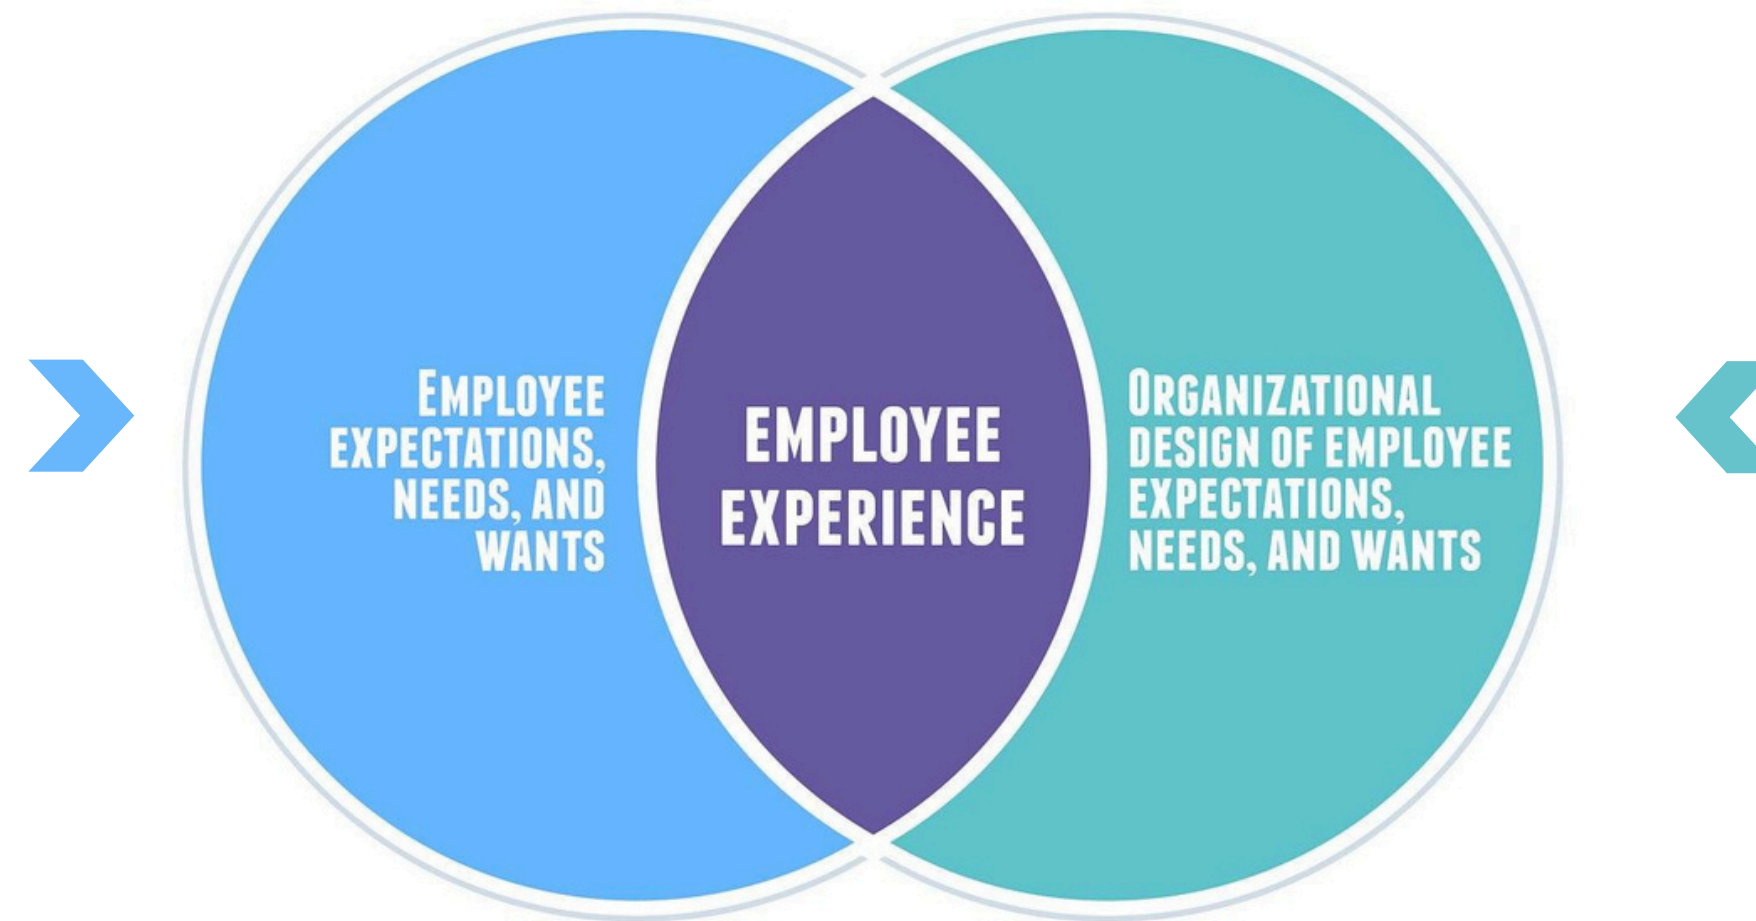 Employee
expectations,
needs, and
wants
EMPLOYEE
EXPERIENCE
Organizational
design of employee
expectations,
needs, and wants